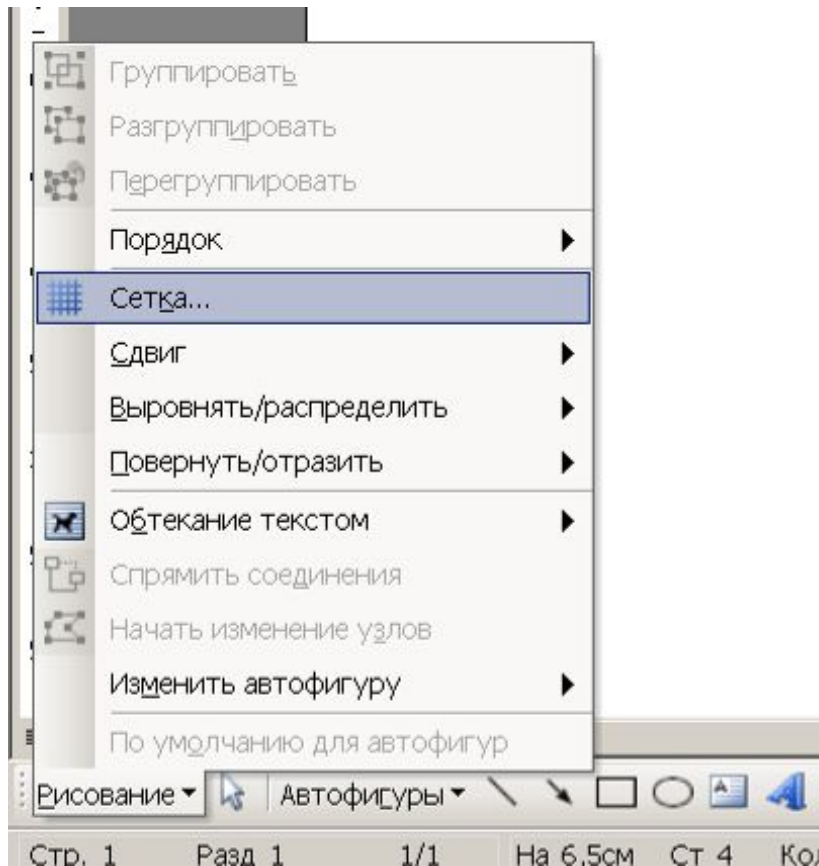 Группировать
Разгруппировать
Перегруппировать
Порядок
Сетка...
Сдвиг
Выровнять/распределить
Повернуть/отразить
Обтекание текстом
Спрямить соединения
Начать изменение узлов
Изменить автофигуру
По умолчанию для автофигур
Рисование Автофигуры
Стр. 1 Разд 1 1/1 На 6,5см Ст 4 Кол